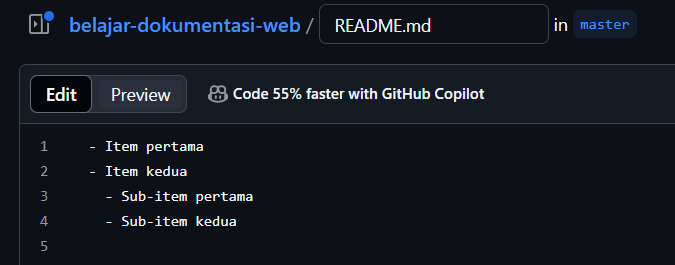 belajar-dokumentasi-web / README.md in master
Edit Preview Code 55% faster with GitHub Copilot
1 - Item pertama
2 - Item kedua
3 - Sub-item pertama
4 - Sub-item kedua
5